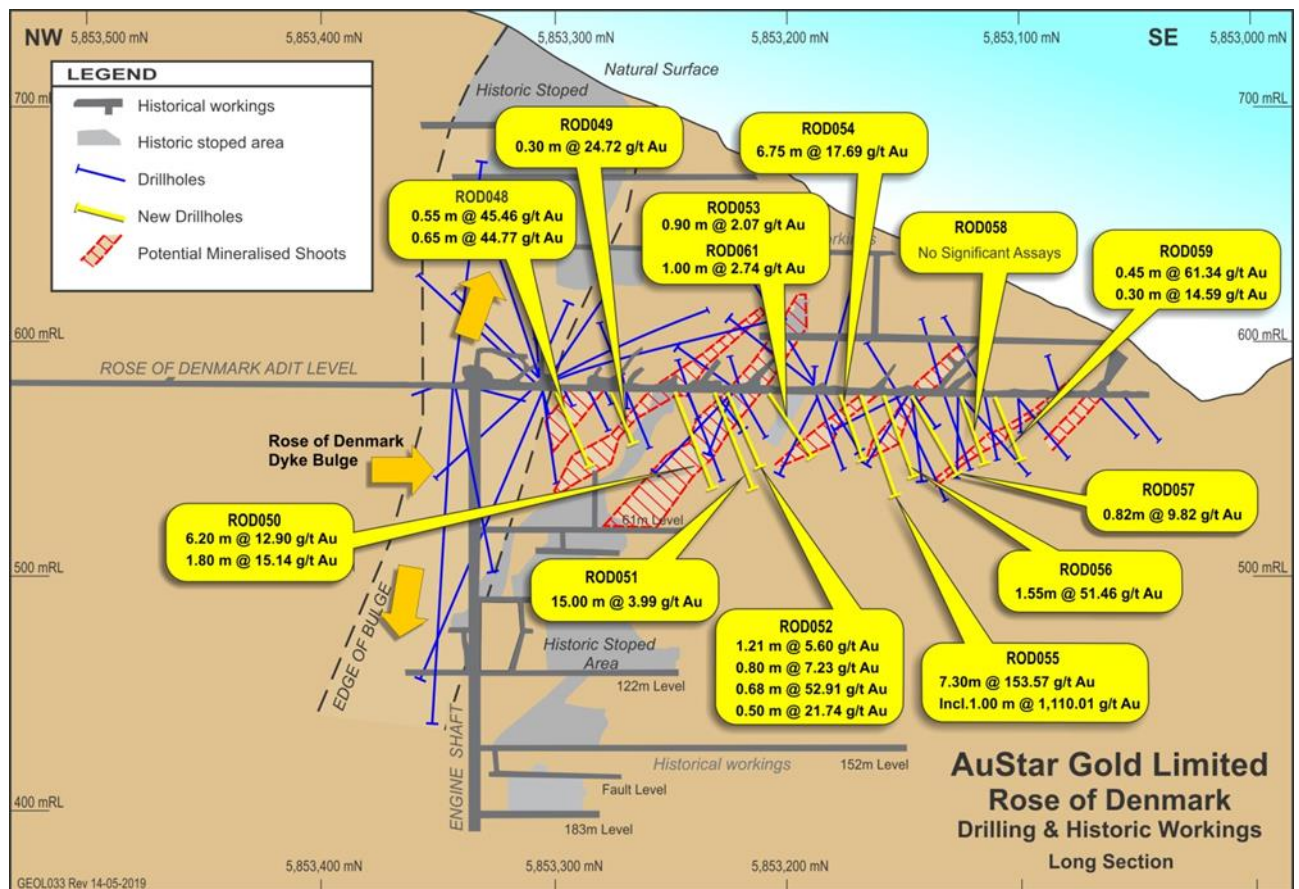 NW
5,853,500 mN
5,853,400 mN
5,853,300 mN
5,853,200 mN
5,853,100 mN
SE
5,853,000 mN
LEGEND
Historical workings
Historic stoped area
Drillholes
New Drillholes
Potential Mineralised Shoots
700 mRL
700 mRL
Natural Surface
Historic Stoped
ROD049
0.30 m @ 24.72 g/t Au
ROD054
6.75 m @ 17.69 g/t Au
ROD048
0.55 m @ 45.46 g/t Au
0.65 m @ 44.77 g/t Au
ROD053
0.90 m @ 2.07 g/t Au
ROD061
1.00 m @ 2.74 g/t Au
ROD058
No Significant Assays
ROD059
0.45 m @ 61.34 g/t Au
0.30 m @ 14.59 g/t Au
600 mRL
600 mRL
ROSE OF DENMARK ADIT LEVEL
Rose of Denmark
Dyke Bulge
ROD050
6.20 m @ 12.90 g/t Au
1.80 m @ 15.14 g/t Au
61m Level
ROD057
0.82m @ 9.82 g/t Au
500 mRL
500 mRL
ROD051
15.00 m @ 3.99 g/t Au
ROD056
1.55m @ 51.46 g/t Au
ROD052
1.21 m @ 5.60 g/t Au
0.80 m @ 7.23 g/t Au
0.68 m @ 52.91 g/t Au
0.50 m @ 21.74 g/t Au
ROD055
7.30m @ 153.57 g/t Au
Incl.1.00 m @ 1,110.01 g/t Au
EDGE OF BULGE
Historic Stoped
Area
122m Level
ENGINE SHAFT
Historical workings
152m Level
Fault Level
183m Level
400 mRL
AuStar Gold Limited
Rose of Denmark
Drilling & Historic Workings
Long Section
5,853,400 mN
5,853,300 mN
5,853,200 mN
GEOL033 Rev 14-05-2019